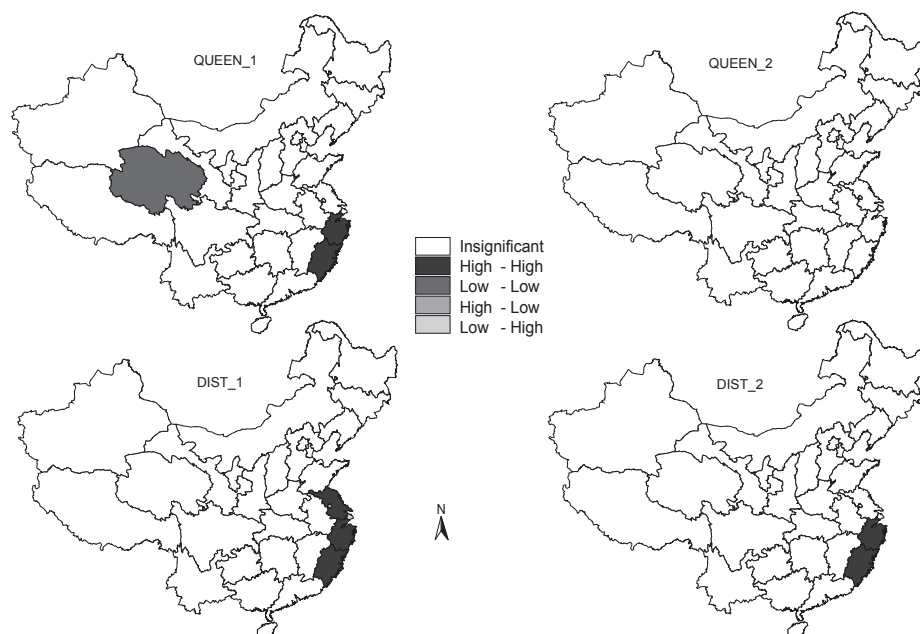 QUEEN_1
QUEEN_2
Insignificant
High - High
Low - Low
High - Low
Low - High
DIST_1
DIST_2
N